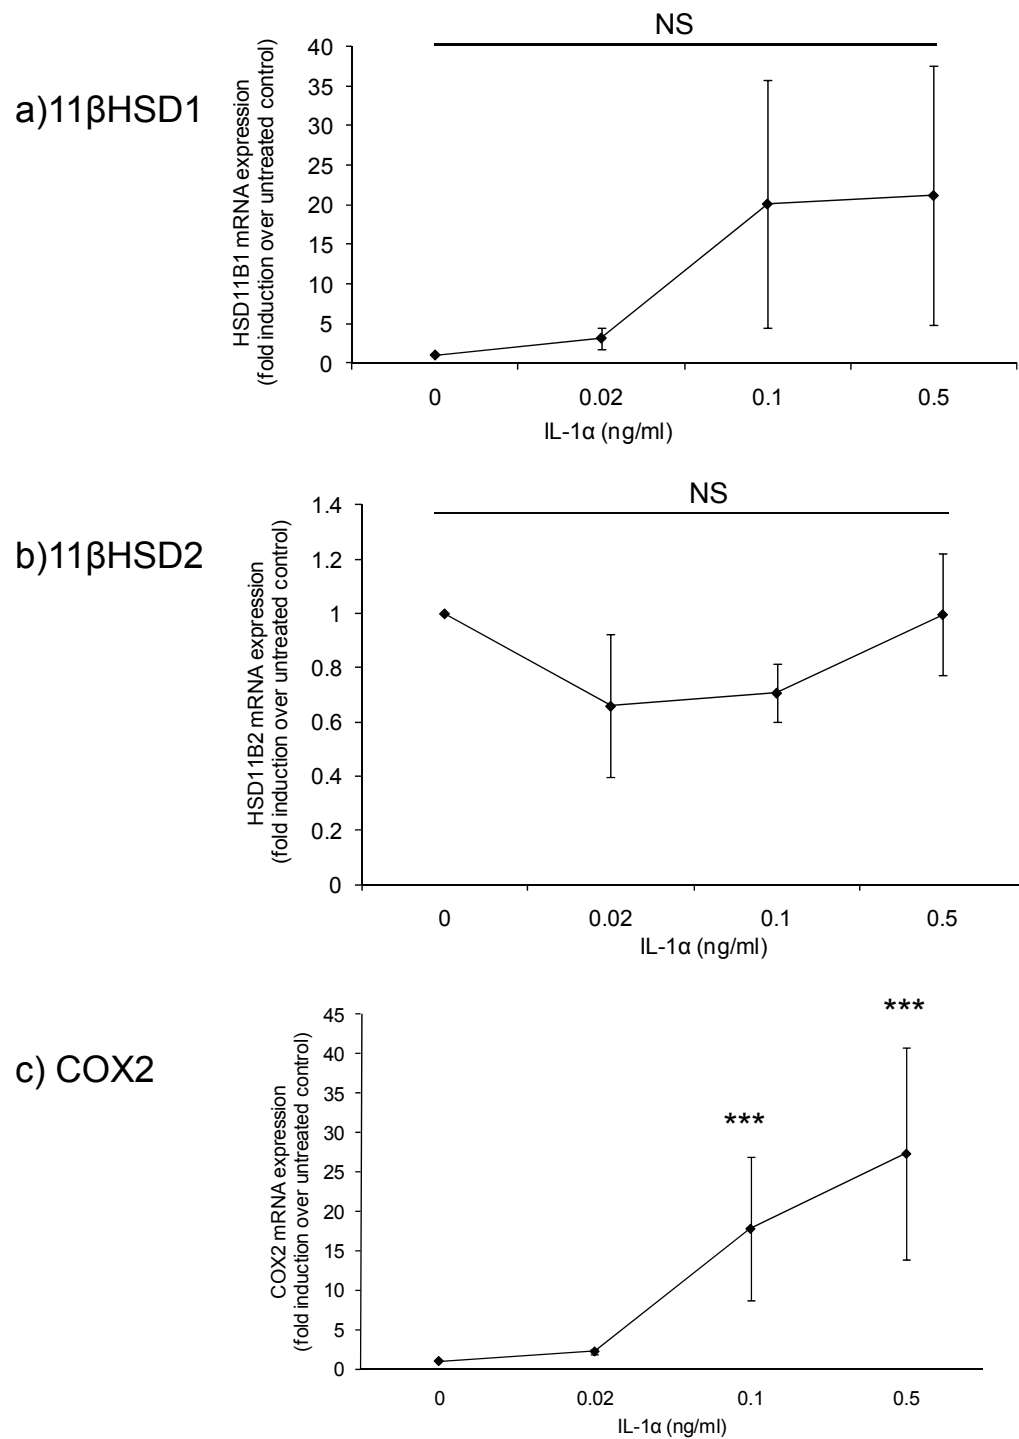 NS
a)11βHSD1
HSD11B1 mRNA expression
(fold induction over untreated control)
40
35
30
25
20
15
10
5
0
0 0.02 0.1 0.5
IL-1α (ng/ml)
NS
b)11βHSD2
HSD11B2 mRNA expression
(fold induction over untreated control)
1.4
1.2
1
0.8
0.6
0.4
0.2
0
0 0.02 0.1 0.5
IL-1α (ng/ml)
c) COX2
COX2 mRNA expression
(fold induction over untreated control)
45
40
35
30
25
20
15
10
5
0
***
***
0 0.02 0.1 0.5
IL-1α (ng/ml)